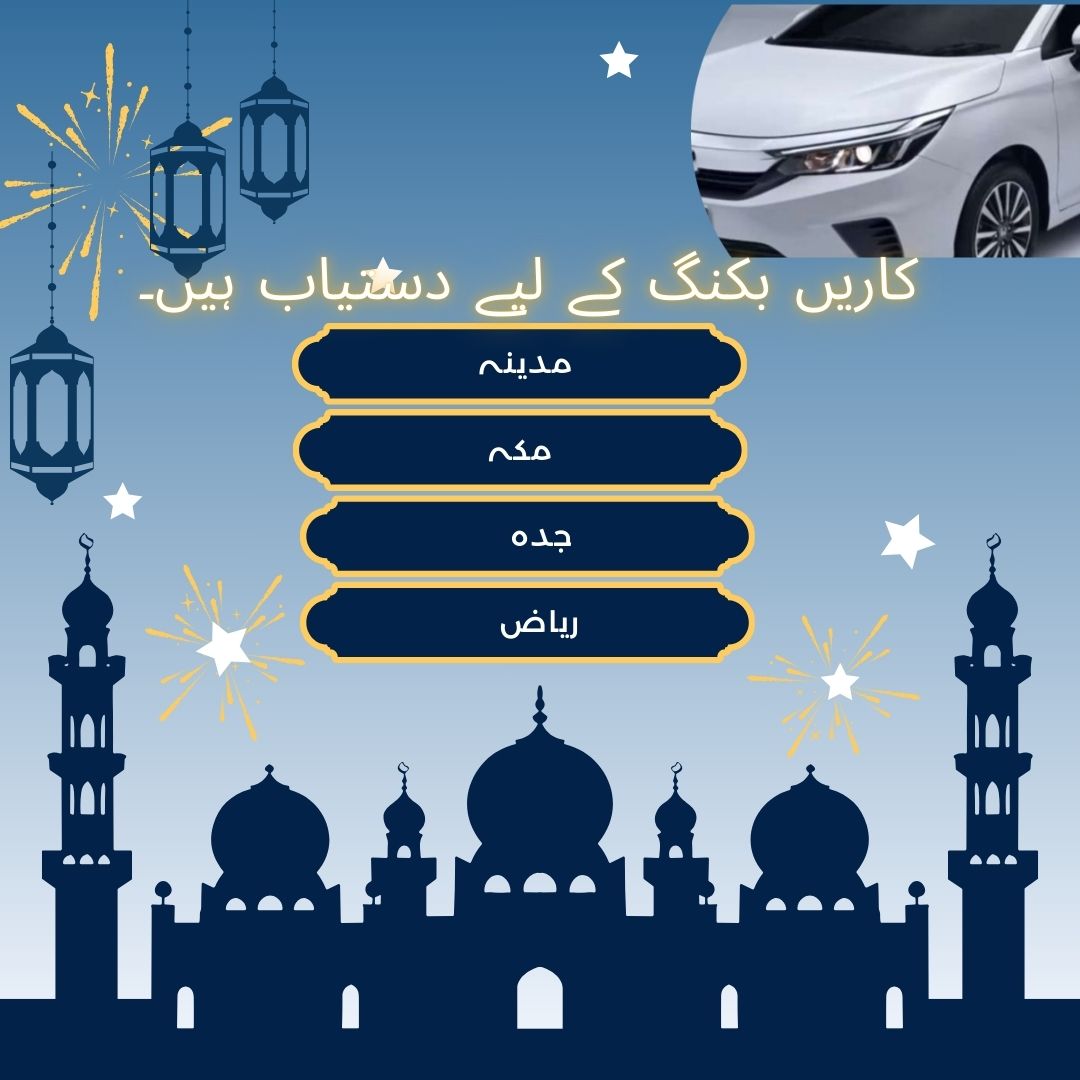 کاریں بکنگ کے لیے دستیاب ہیں۔
مدینہ
مکہ
جدہ
ریاض